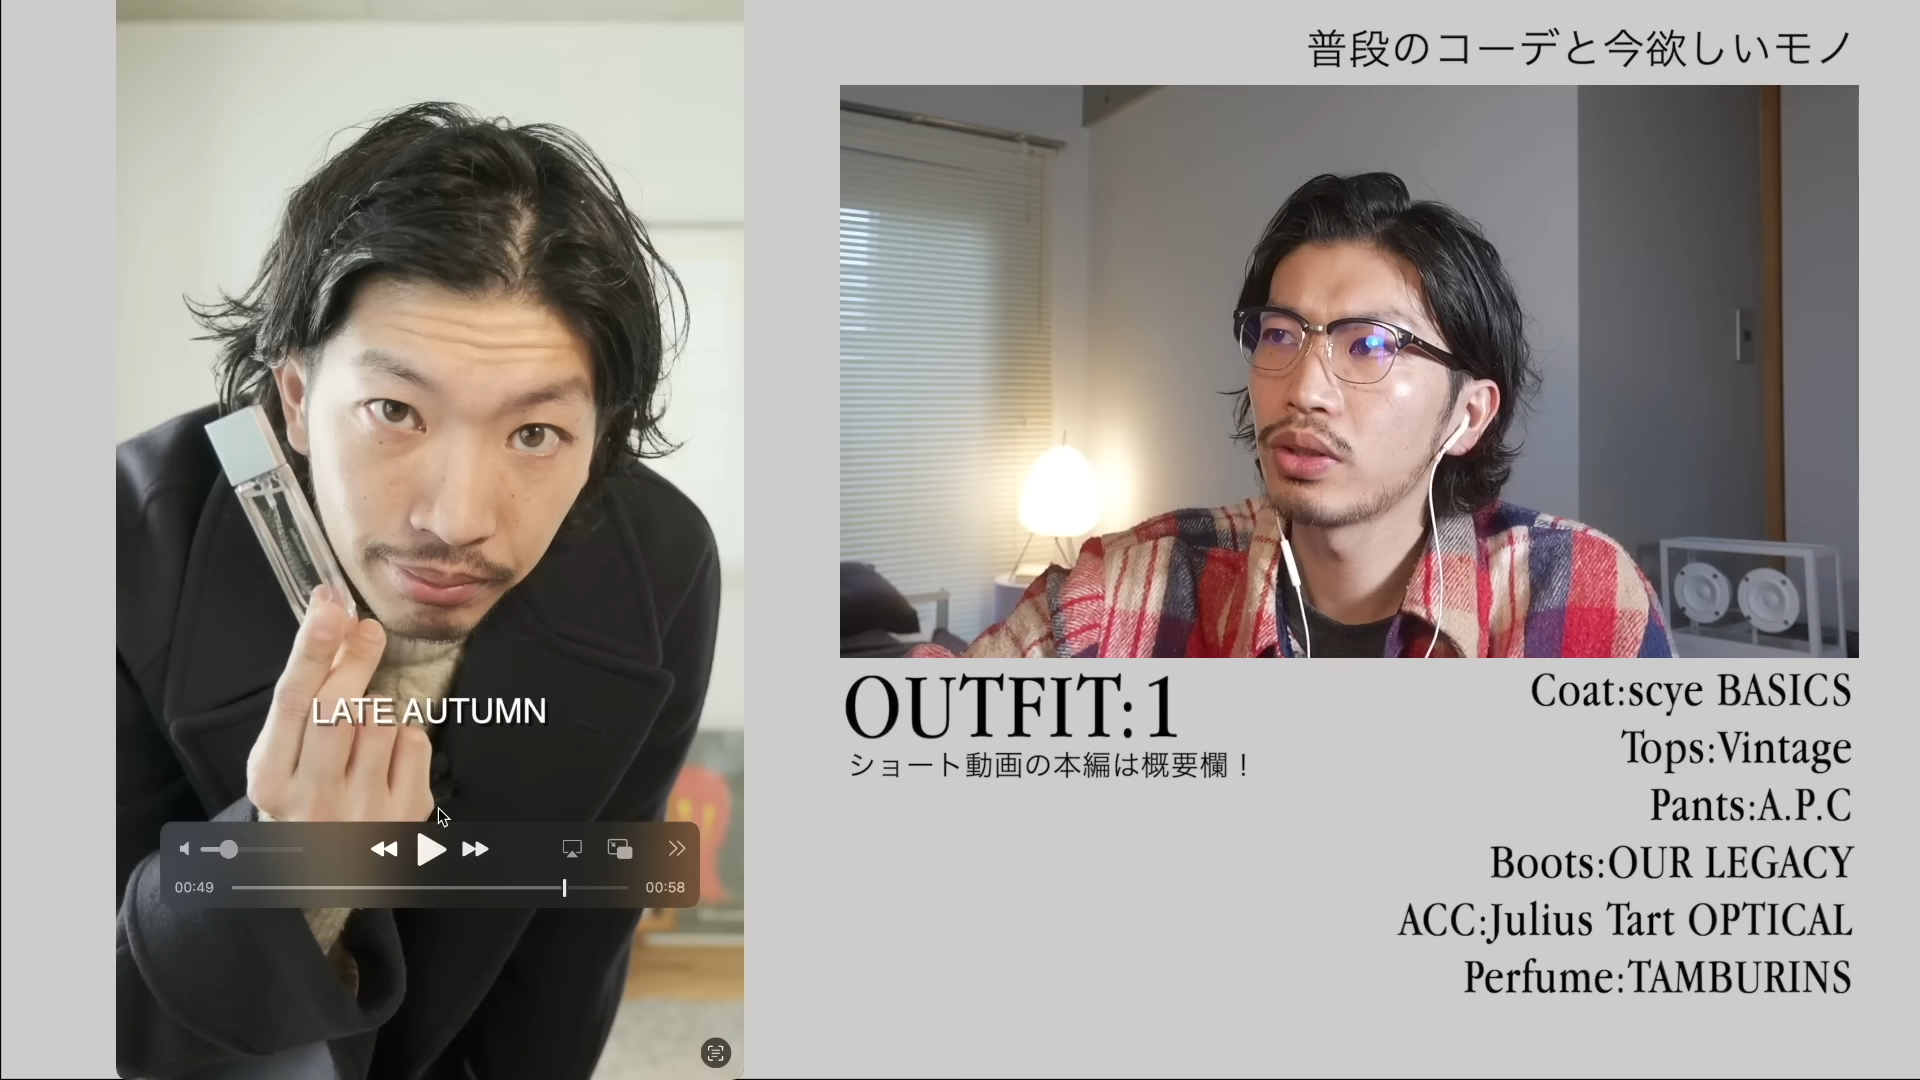 普段のコーデと今欲しいモノ
LATE AUTUMN
00:49
00:58
OUTFIT:1
ショート動画の本編は概要欄！
Coat:scye BASICS
Tops:Vintage
Pants:A.P.C
Boots:OUR LEGACY
ACC:Julius Tart OPTICAL
Perfume:TAMBURINS